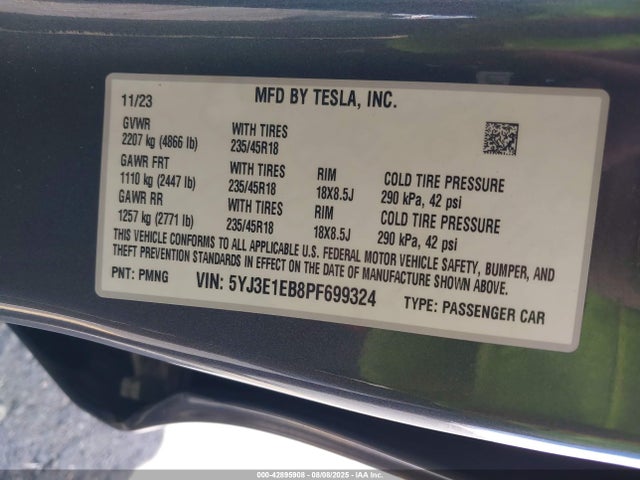 11/23 MFD BY TESLA, INC.
GVWR WITH TIRES
2207 kg (4866 lb) 235/45R18
GAWR FRT WITH TIRES RIM COLD TIRE PRESSURE
1110 kg (2447 lb) 235/45R18 18X8.5J 290 kPa, 42 psi
GAWR RR WITH TIRES RIM COLD TIRE PRESSURE
1257 kg (2771 lb) 235/45R18 18X8.5J 290 kPa, 42 psi
THIS VEHICLE CONFORMS TO ALL APPLICABLE U.S. FEDERAL MOTOR VEHICLE SAFETY, BUMPER, AND
THEFT PREVENTION STANDARDS IN EFFECT ON THE DATE OF MANUFACTURE SHOWN ABOVE.
PNT: PMNG VIN: 5YJ3E1EB8PF699324 TYPE: PASSENGER CAR
000-42895908 - 08/08/2025 - IAAI.COM